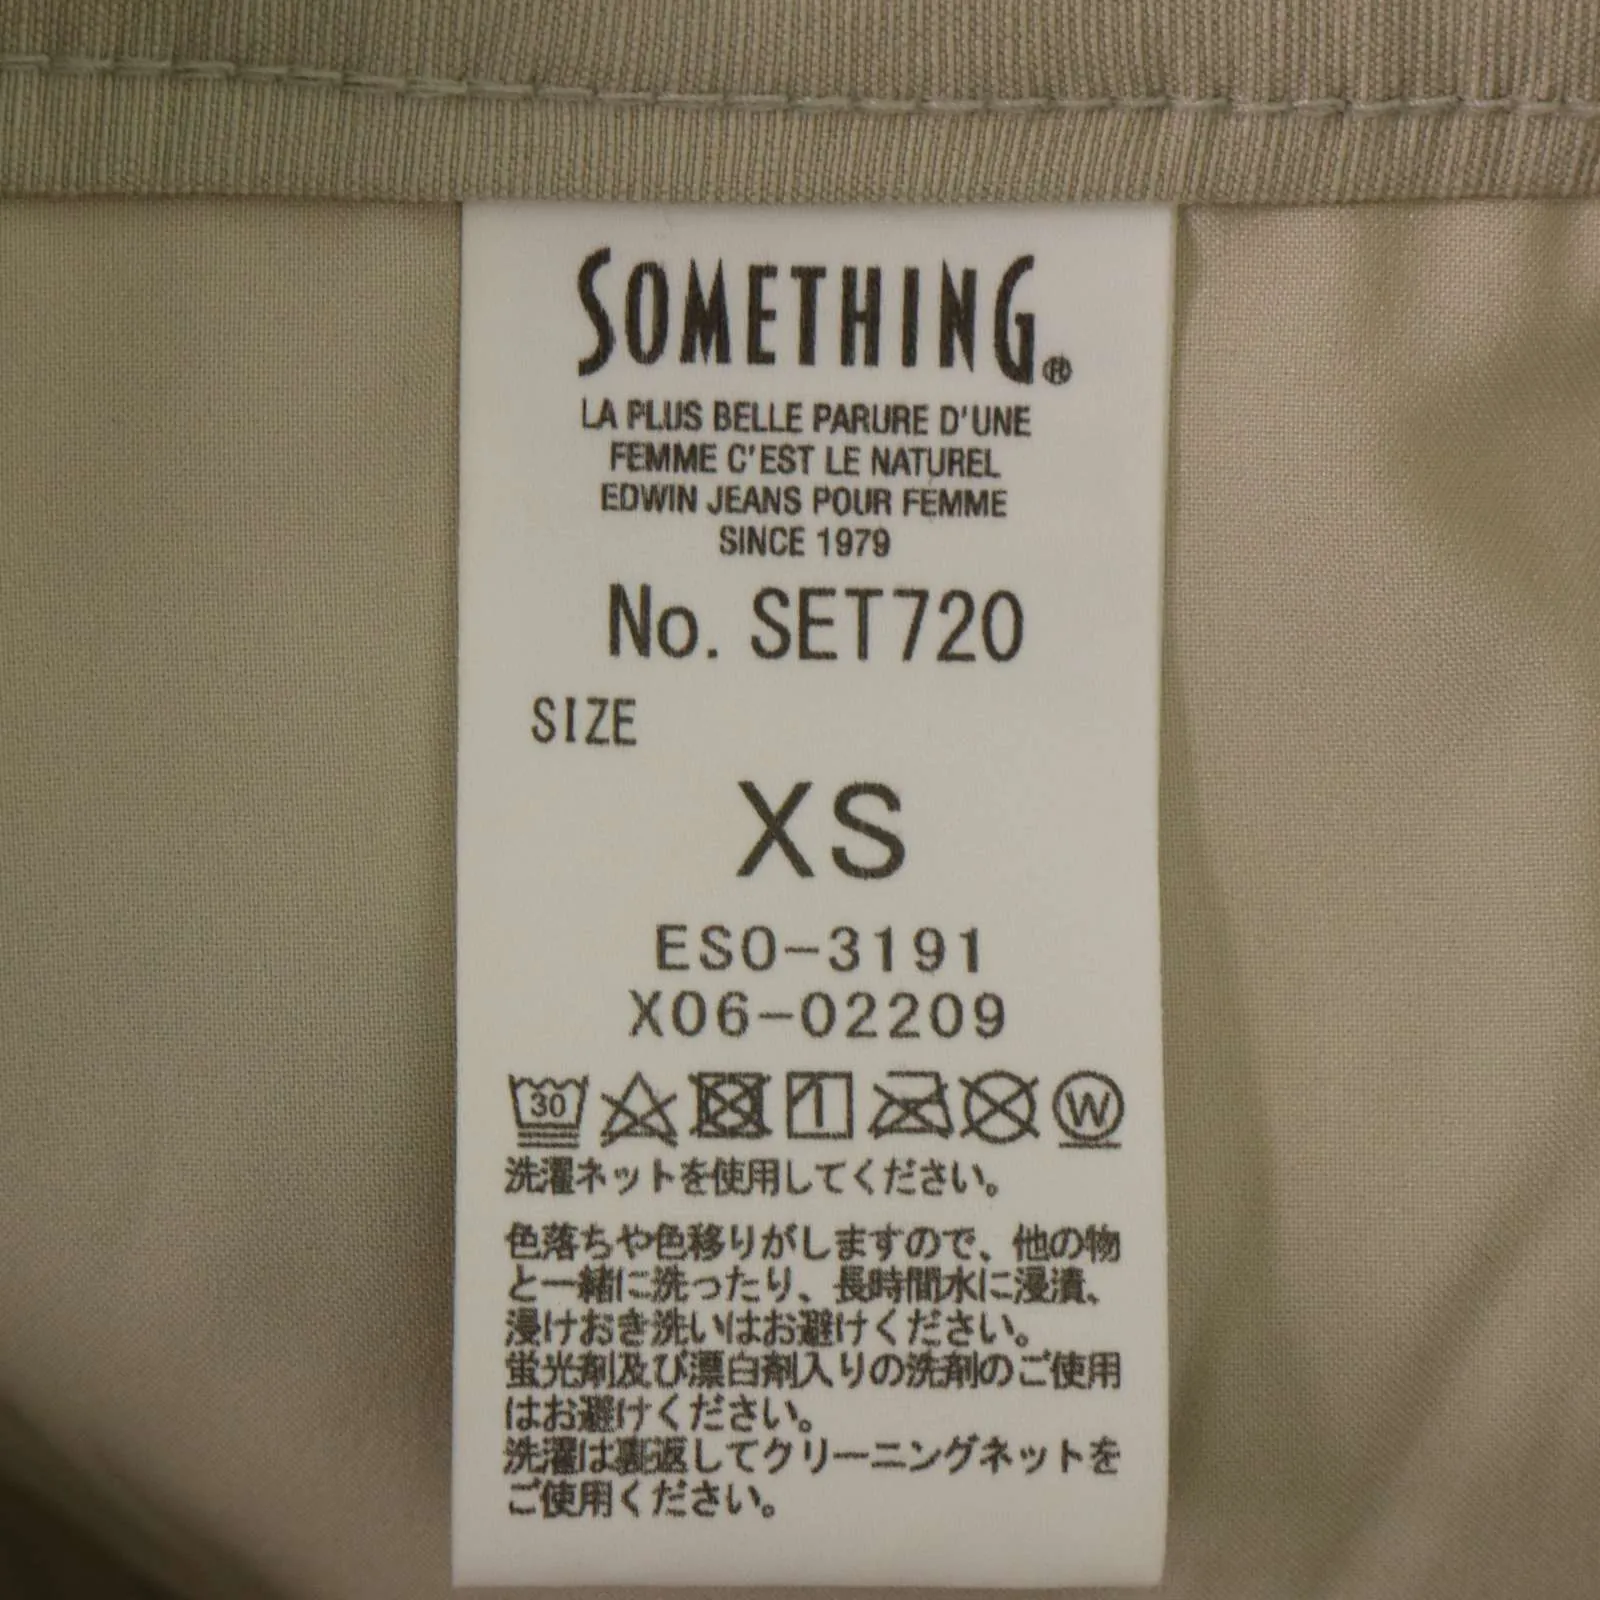 SOMETHING®
LA PLUS BELLE PARURE D'UNE
FEMME C'EST LE NATUREL
EDWIN JEANS POUR FEMME
SINCE 1979
No. SET720
SIZE
XS
ESO-3191
X06-02209
30 W
洗濯ネットを使用してください。
色落ちや色移りがしますので、他の物
と一緒に洗ったり、長時間水に浸漬、
浸けおき洗いはお避けください。
蛍光剤及び漂白剤入りの洗剤のご使用
はお避けください。
洗濯は裏返してクリーニングネットを
ご使用ください。